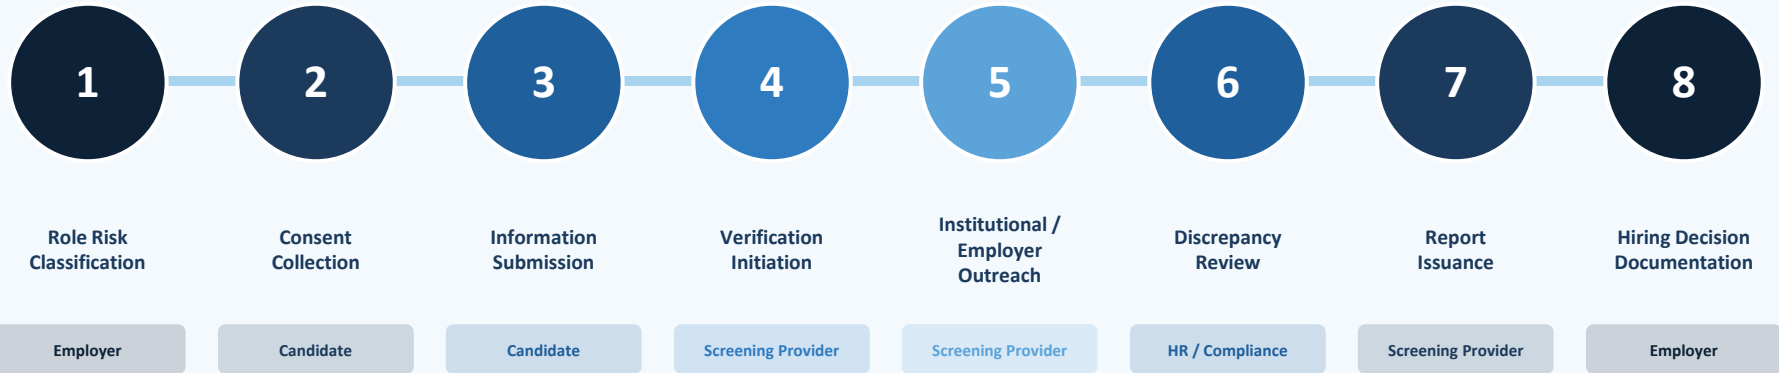 1
2
3
4
5
6
7
8
Role Risk
Classification
Consent
Collection
Information
Submission
Verification
Initiation
Institutional /
Employer
Outreach
Discrepancy
Review
Report
Issuance
Hiring Decision
Documentation
Employer
Candidate
Candidate
Screening Provider
Screening Provider
HR / Compliance
Screening Provider
Employer